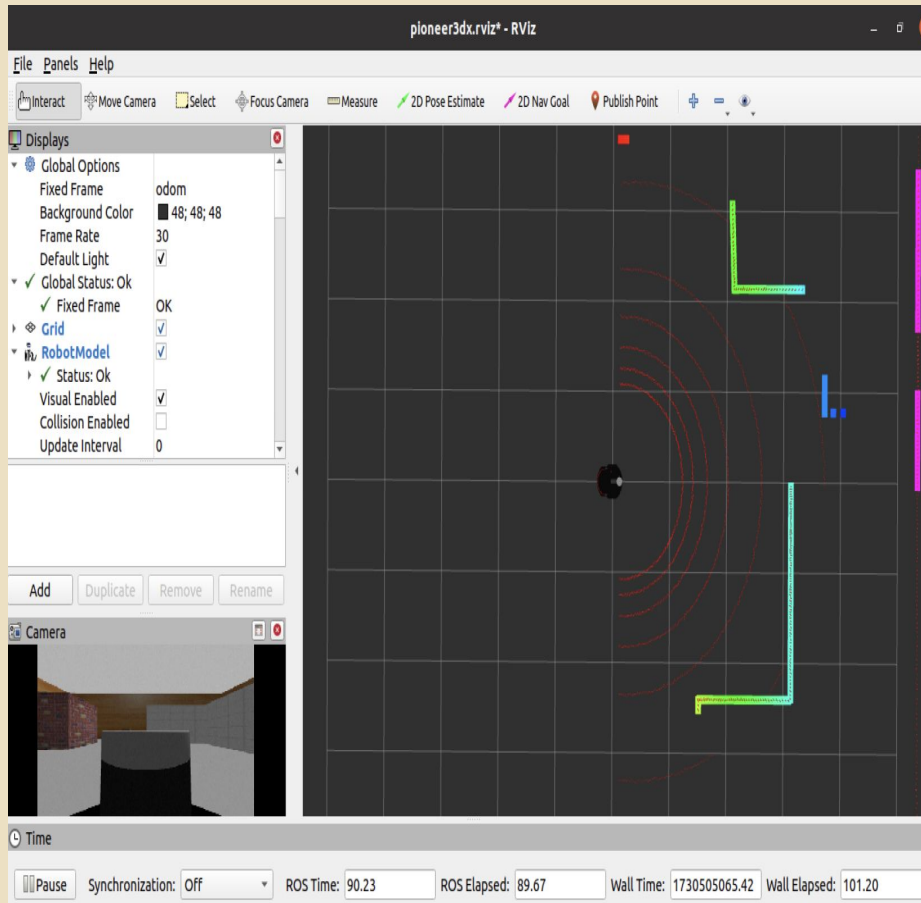 pioneer3dx.rviz* - RViz
File Panels Help
Interact Move Camera Select Focus Camera Measure 2D Pose Estimate 2D Nav Goal Publish Point
Displays
Global Options
Fixed Frame odom
Background Color 48; 48; 48
Frame Rate 30
Default Light
Global Status: Ok
Fixed Frame OK
Grid
RobotModel
Status: Ok
Visual Enabled
Collision Enabled
Update Interval 0
Add Duplicate Remove Rename
Camera
Time
Pause Synchronization: Off ROS Time: 90.23 ROS Elapsed: 89.67 Wall Time: 1730505065.42 Wall Elapsed: 101.20